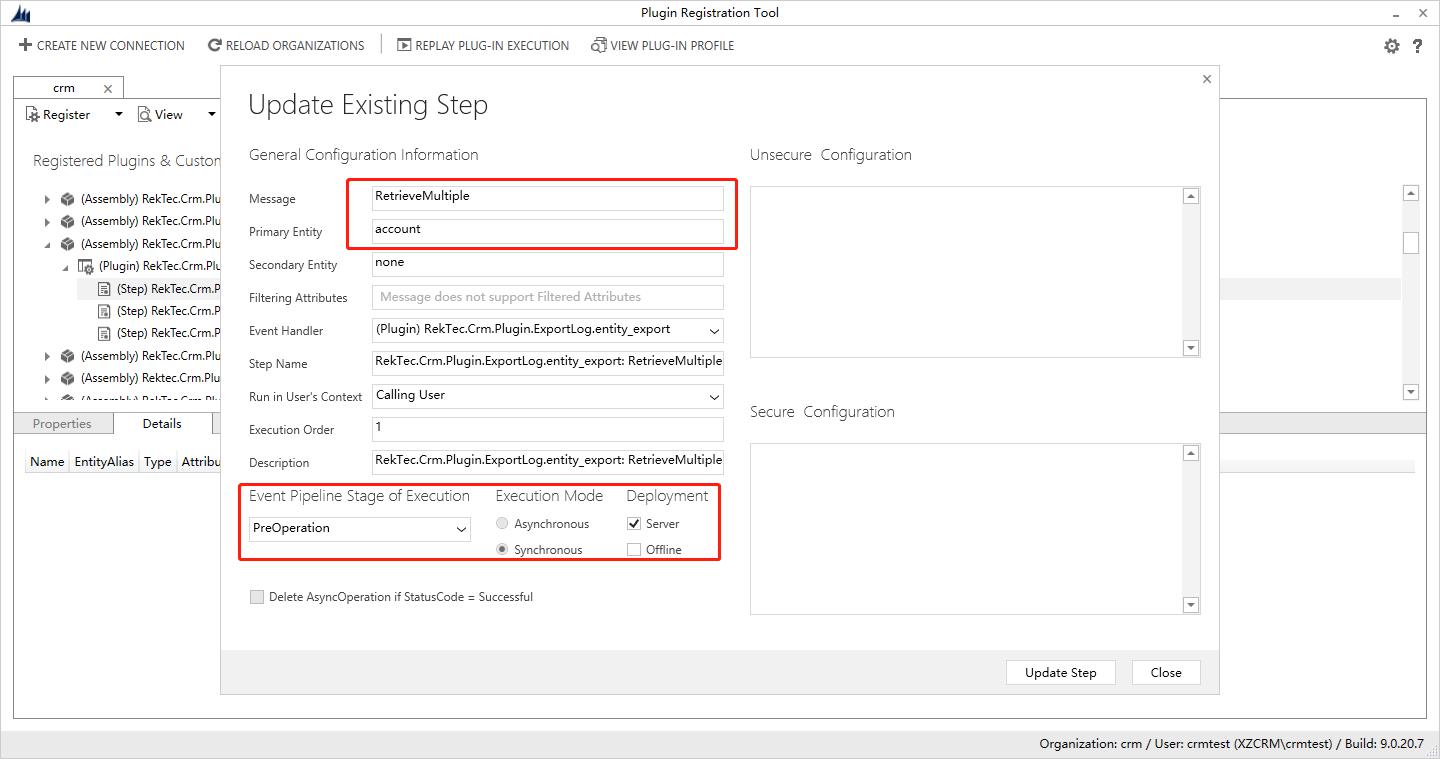 Plugin Registration Tool
CREATE NEW CONNECTION RELOAD ORGANIZATIONS REPLAY PLUG-IN EXECUTION VIEW PLUG-IN PROFILE
crm
Register View
Registered Plugins & Custon
(Assembly) RekTec.Crm.Plu
(Assembly) RekTec.Crm.Plu
(Assembly) RekTec.Crm.Plu
(Plugin) RekTec.Crm.Plu
(Step) RekTec.Crm.P
(Step) RekTec.Crm.P
(Step) RekTec.Crm.P
(Assembly) RekTec.Crm.Plu
(Assembly) Rektec.Crm.Plu
Properties Details
Name EntityAlias Type Attribu
Update Existing Step
General Configuration Information
Message RetrieveMultiple
Primary Entity account
Secondary Entity none
Filtering Attributes Message does not support Filtered Attributes
Event Handler (Plugin) RekTec.Crm.Plugin.ExportLog.entity_export
Step Name RekTec.Crm.Plugin.ExportLog.entity_export: RetrieveMultiple
Run in User's Context Calling User
Execution Order 1
Description RekTec.Crm.Plugin.ExportLog.entity_export: RetrieveMultiple
Event Pipeline Stage of Execution Execution Mode Deployment
PreOperation Asynchronous Server
Synchronous Offline
Delete AsyncOperation if StatusCode = Successful
Unsecure Configuration
Secure Configuration
Update Step Close
Organization: crm / User: crmtest (XZCRM\crmtest) / Build: 9.0.20.7